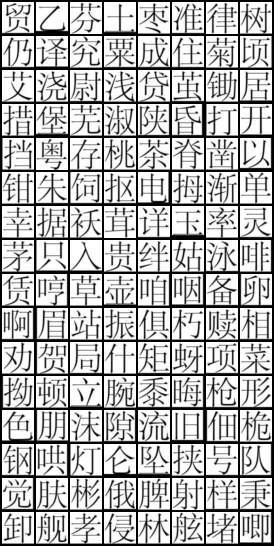 贸乙芬土枣准律树
仍译究粟成住菊顷
艾浇尉浅贷茧锄居
措堡芜淑陕昏打开
挡粤存桃茶脊凿以
钳朱饲抠电拇渐单
幸据袄茸详玉率灵
茅只入贵绊姑泳啡
赁哼草壶咱咽备卵
啊眉站振俱朽赎相
劝贺局什矩蚜项菜
拗顿立腕黍晦枪形
色朋沫隙流旧佃桅
钢哄灯仑坠挟号队
觉肤彬俄脾射样秉
卸舰孝侵林舷堵唧